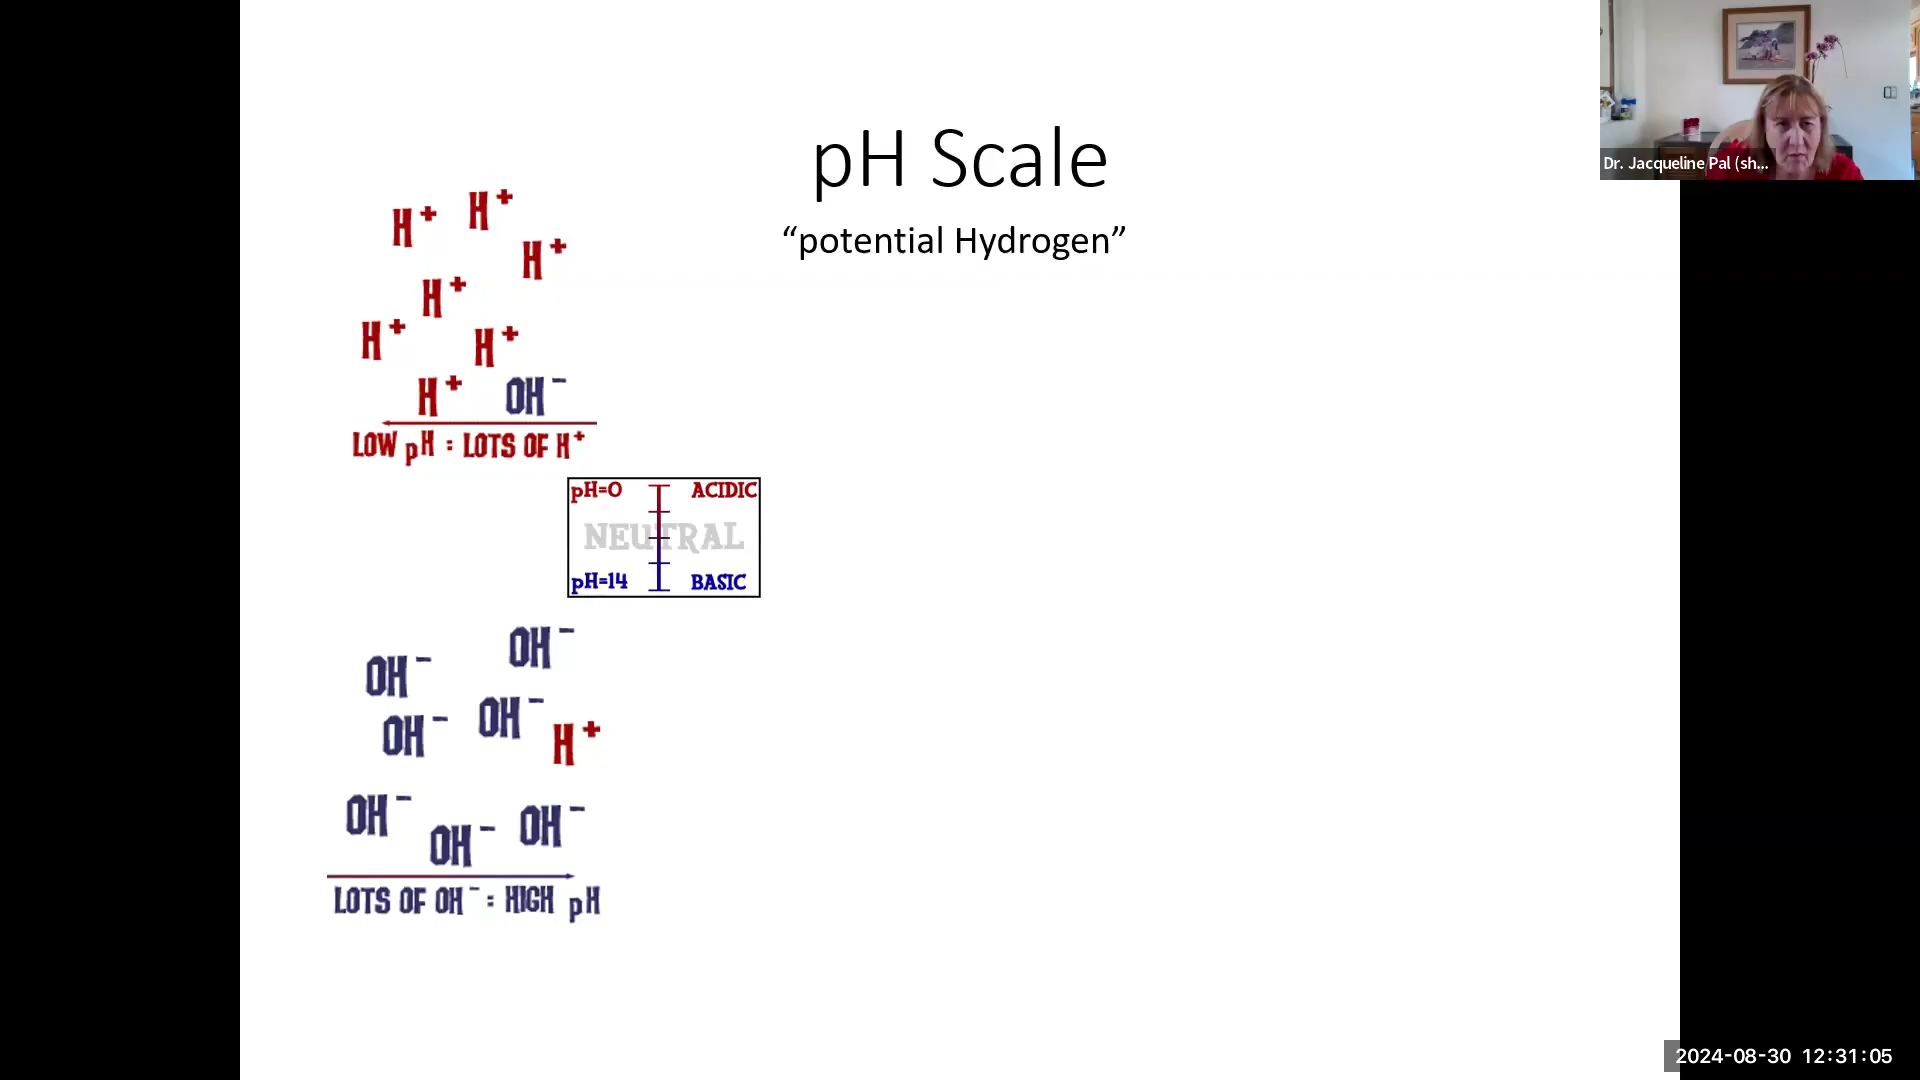 pH Scale
“potential Hydrogen”
H⁺ H⁺
H⁺
H⁺
H⁺ H⁺
H⁺ OH⁻
LOW pH : LOTS OF H⁺
pH=0 ACIDIC
NEUTRAL
pH=14 BASIC
OH⁻
OH⁻
OH⁻ OH⁻ H⁺
OH⁻ OH⁻ OH⁻
LOTS OF OH⁻ : HIGH pH
Dr. Jacqueline Pal (sh...
2024-08-30 12:31:05